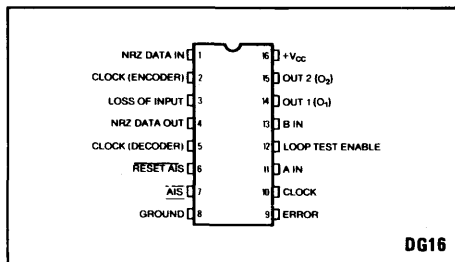 NRZ DATA IN 1 16 +VCC
CLOCK (ENCODER) 2 15 OUT 2 (O2)
LOSS OF INPUT 3 14 OUT 1 (O1)
NRZ DATA OUT 4 13 B IN
CLOCK (DECODER) 5 12 LOOP TEST ENABLE
RESET AIS 6 11 A IN
AIS 7 10 CLOCK
GROUND 8 9 ERROR
DG16